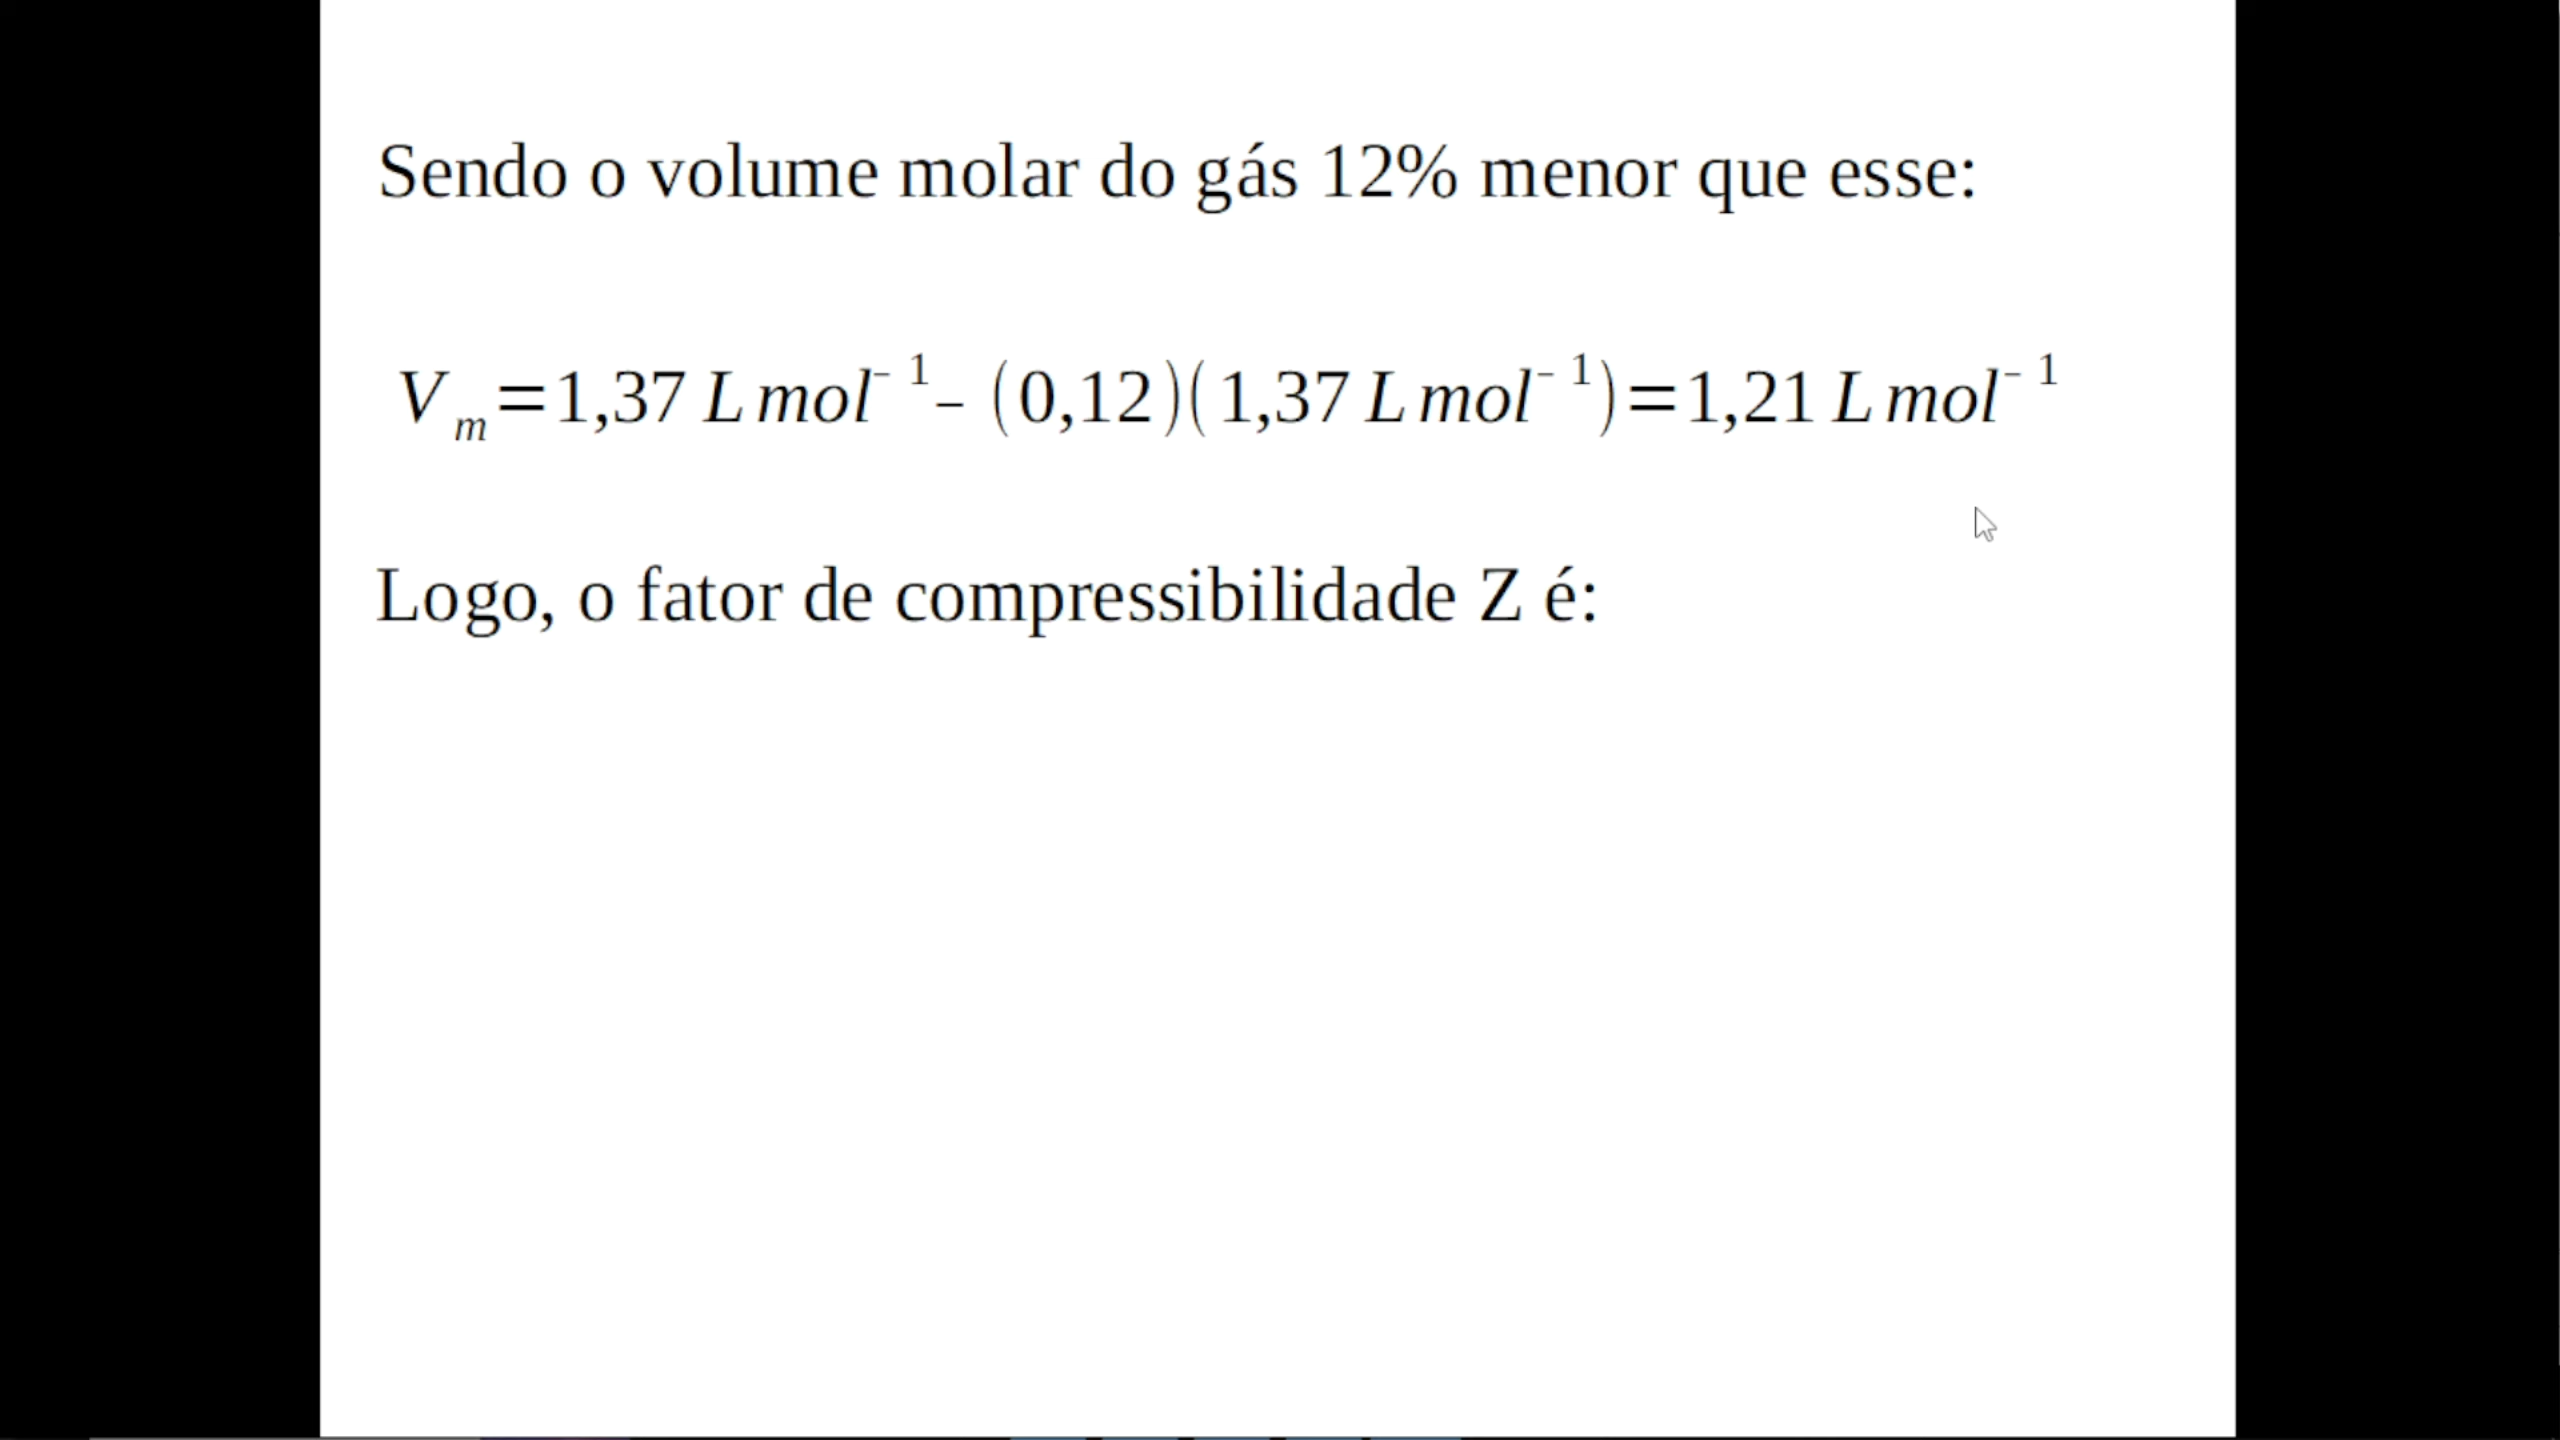 Sendo o volume molar do gás 12% menor que esse:
V m = 1,37 L mol⁻¹ – (0,12)(1,37 L mol⁻¹) = 1,21 L mol⁻¹
Logo, o fator de compressibilidade Z é: